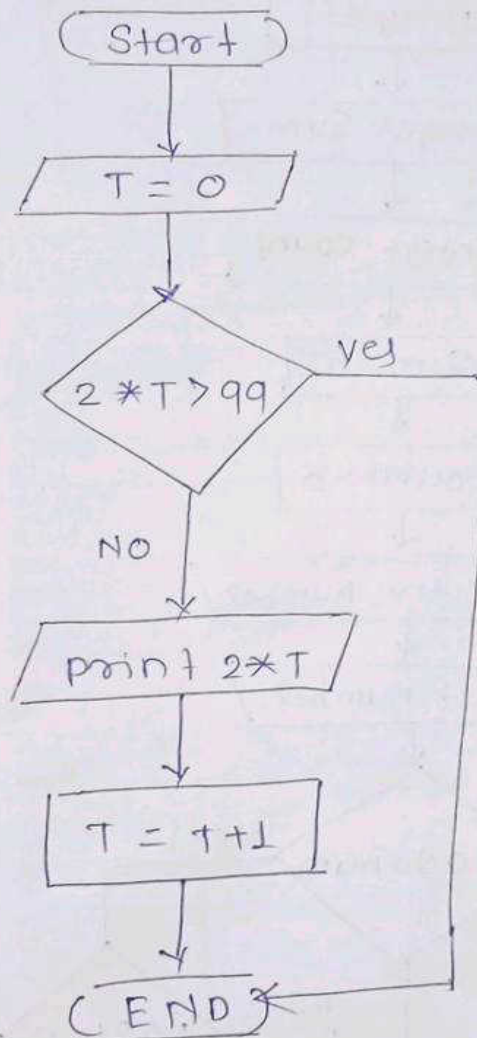 Start
T = 0
2 * T > 99
Yes
NO
print 2*T
T = T+1
END